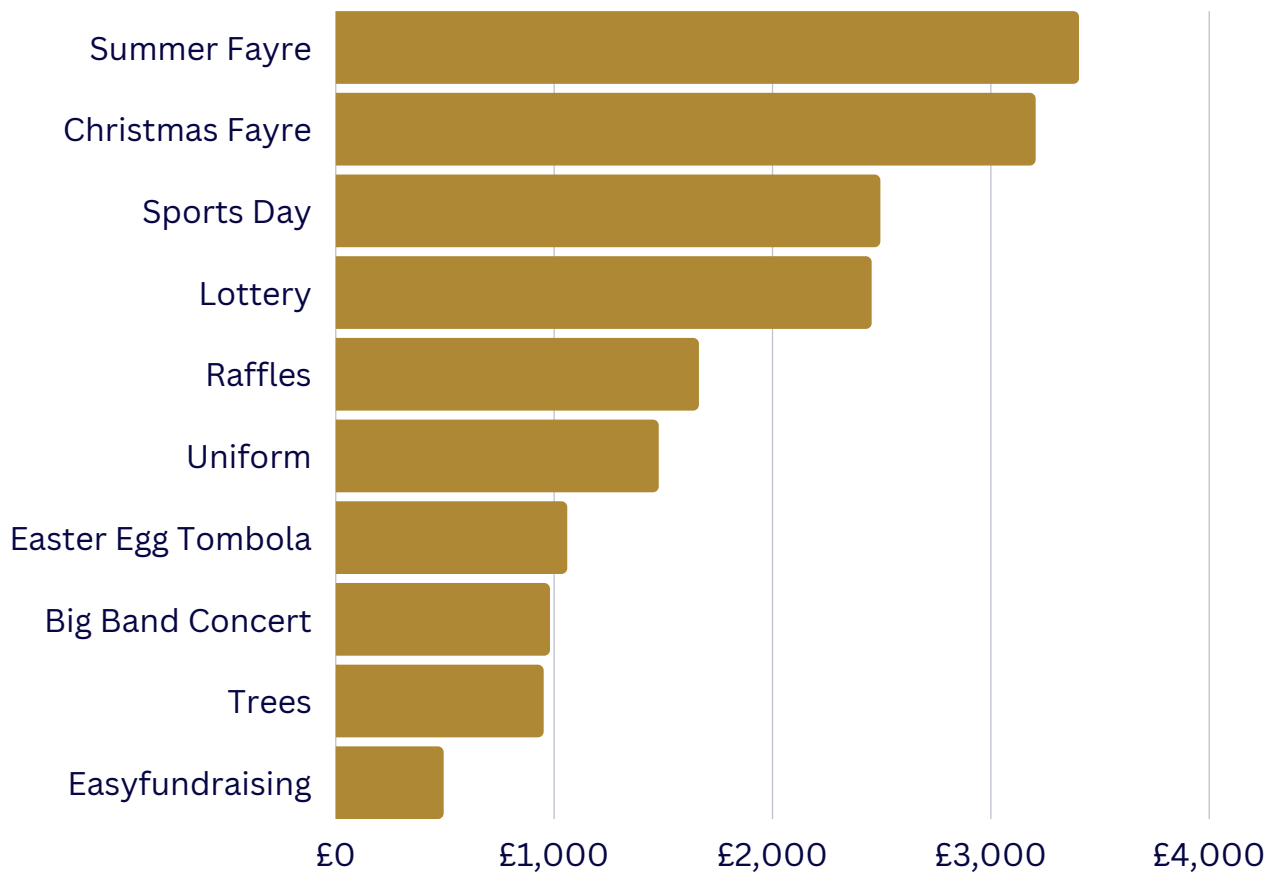 Summer Fayre
Christmas Fayre
Sports Day
Lottery
Raffles
Uniform
Easter Egg Tombola
Big Band Concert
Trees
Easyfundraising
£0 £1,000 £2,000 £3,000 £4,000